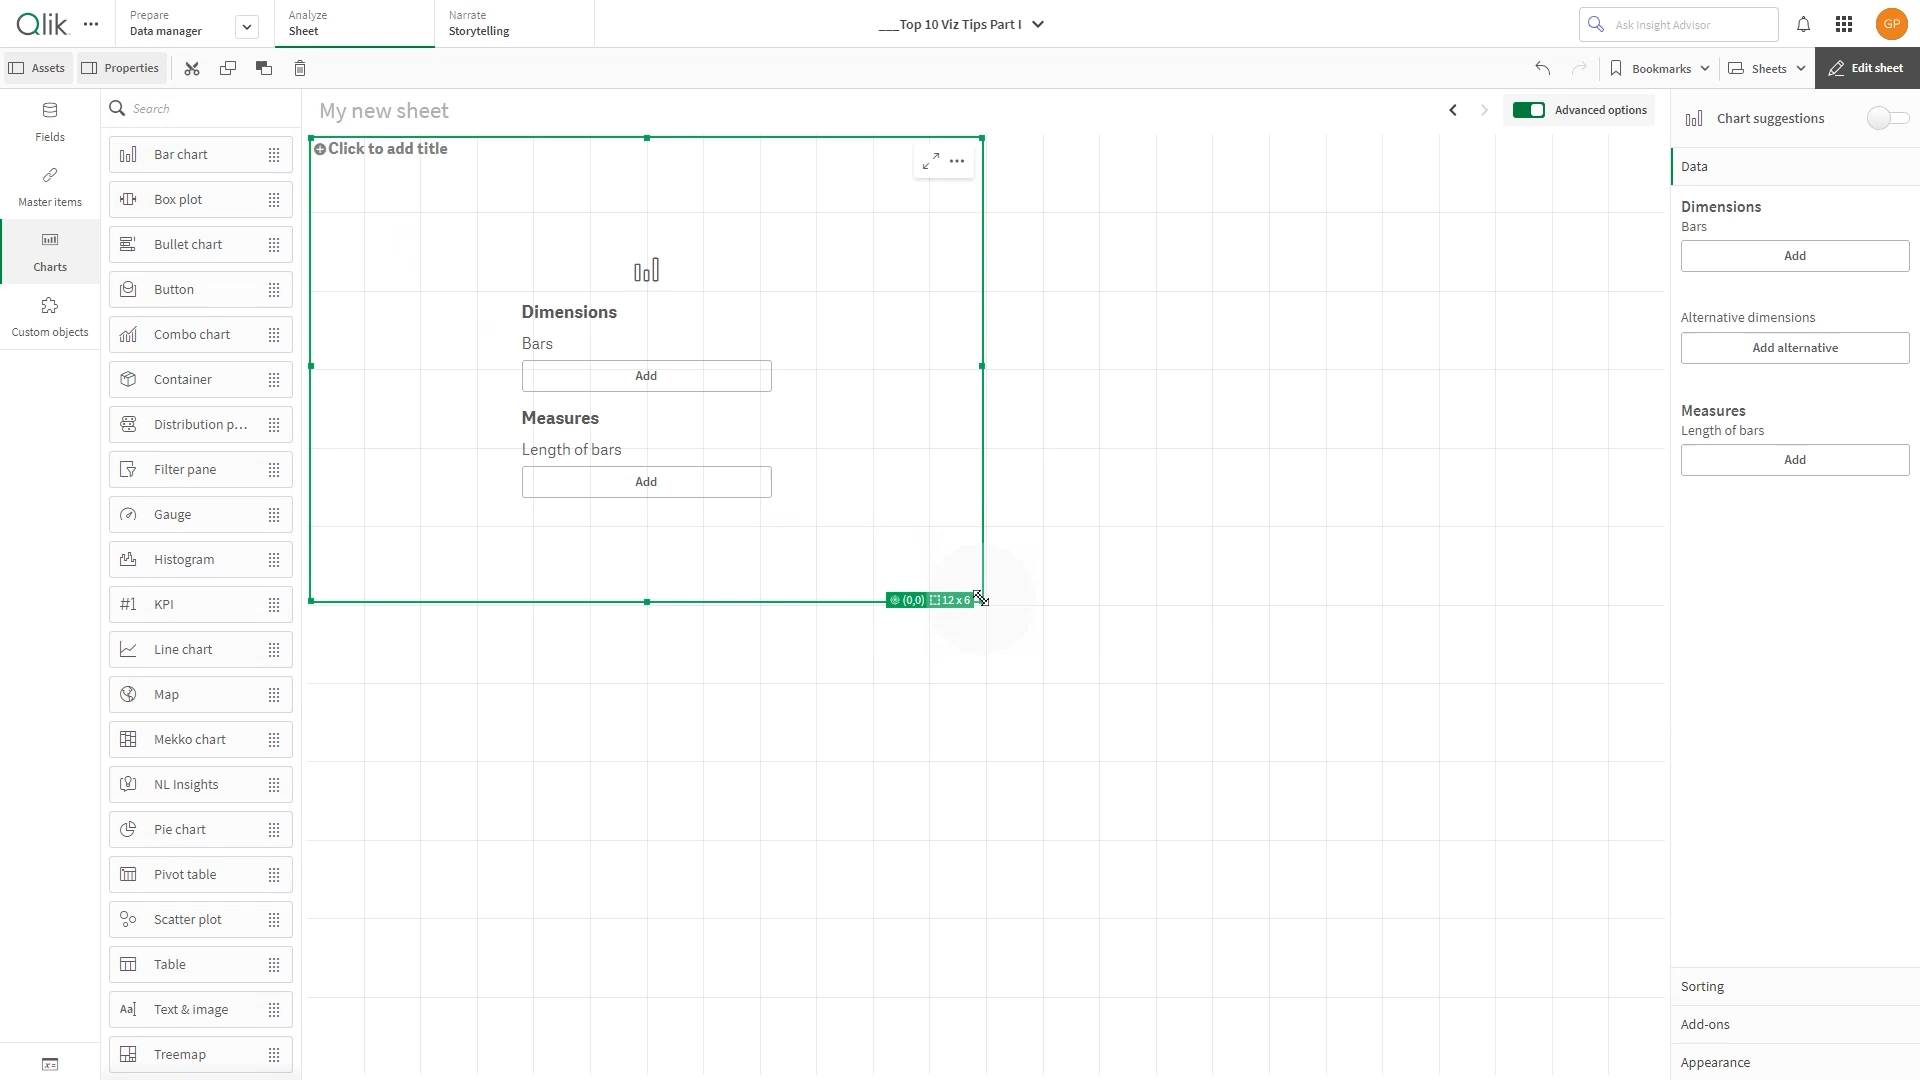 Qlik
Prepare
Data manager
Analyze
Sheet
Narrate
Storytelling
___Top 10 Viz Tips Part I
Ask Insight Advisor
GP
Assets
Properties
Bookmarks
Sheets
Edit sheet
Fields
Master items
Charts
Custom objects
Search
Bar chart
Box plot
Bullet chart
Button
Combo chart
Container
Distribution p...
Filter pane
Gauge
Histogram
#1 KPI
Line chart
Map
Mekko chart
NL Insights
Pie chart
Pivot table
Scatter plot
Table
Aa Text & image
Treemap
My new sheet
Advanced options
Click to add title
Dimensions
Bars
Add
Measures
Length of bars
Add
(0,0) 12 x 6
Chart suggestions
Data
Dimensions
Bars
Add
Alternative dimensions
Add alternative
Measures
Length of bars
Add
Sorting
Add-ons
Appearance